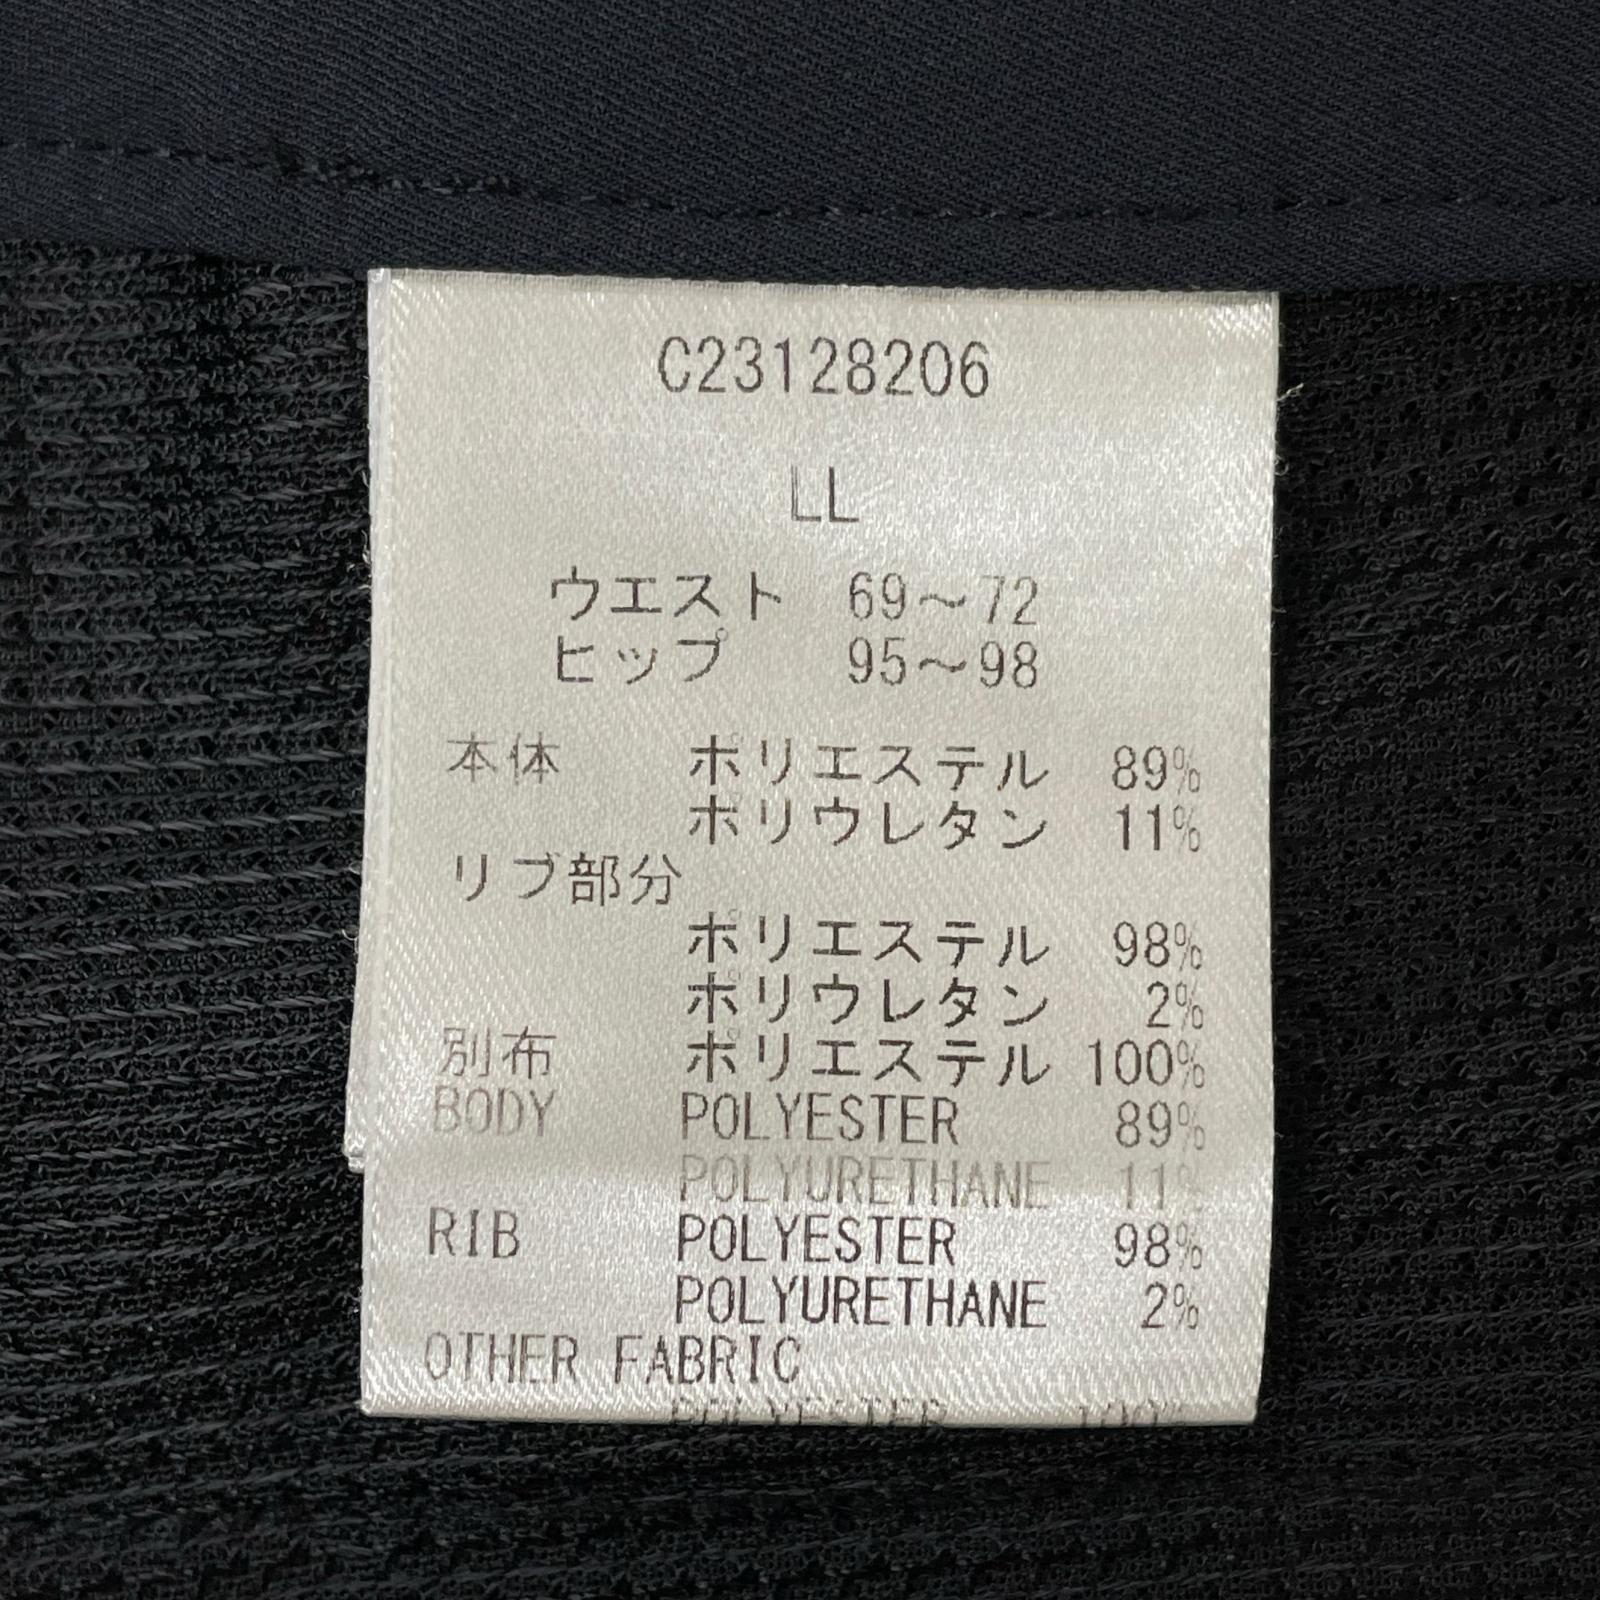 C23128206
LL
ウエスト 69～72
ヒップ 95～98
本体 ポリエステル 89%
ポリウレタン 11%
リブ部分
ポリエステル 98%
ポリウレタン 2%
別布 ポリエステル 100%
BODY POLYESTER 89%
POLYURETHANE 11%
RIB POLYESTER 98%
POLYURETHANE 2%
OTHER FABRIC
POLYESTER 100%